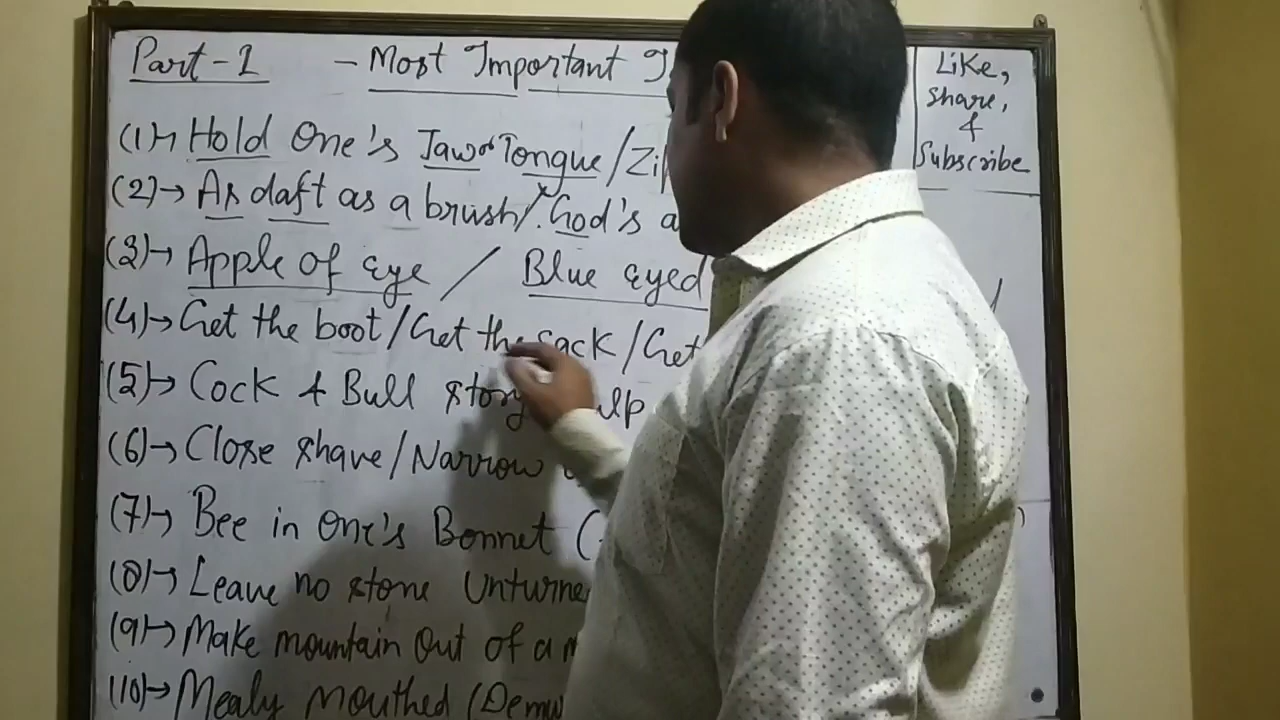 Part-1 - Most Important I
(1)→ Hold One's Jaw or Tongue / Zi
(2)→ As daft as a brush / God's a
(3)→ Apple of eye / Blue eyed
(4)→ Get the boot / Get the sack / Get
(5)→ Cock & Bull story ulp
(6)→ Close shave / Narrow
(7)→ Bee in One's Bonnet (
(8)→ Leave no stone Unturne
(9)→ Make mountain Out of a m
(10)→ Mealy mouthed (Demu
Like,
share,
&
Subscribe